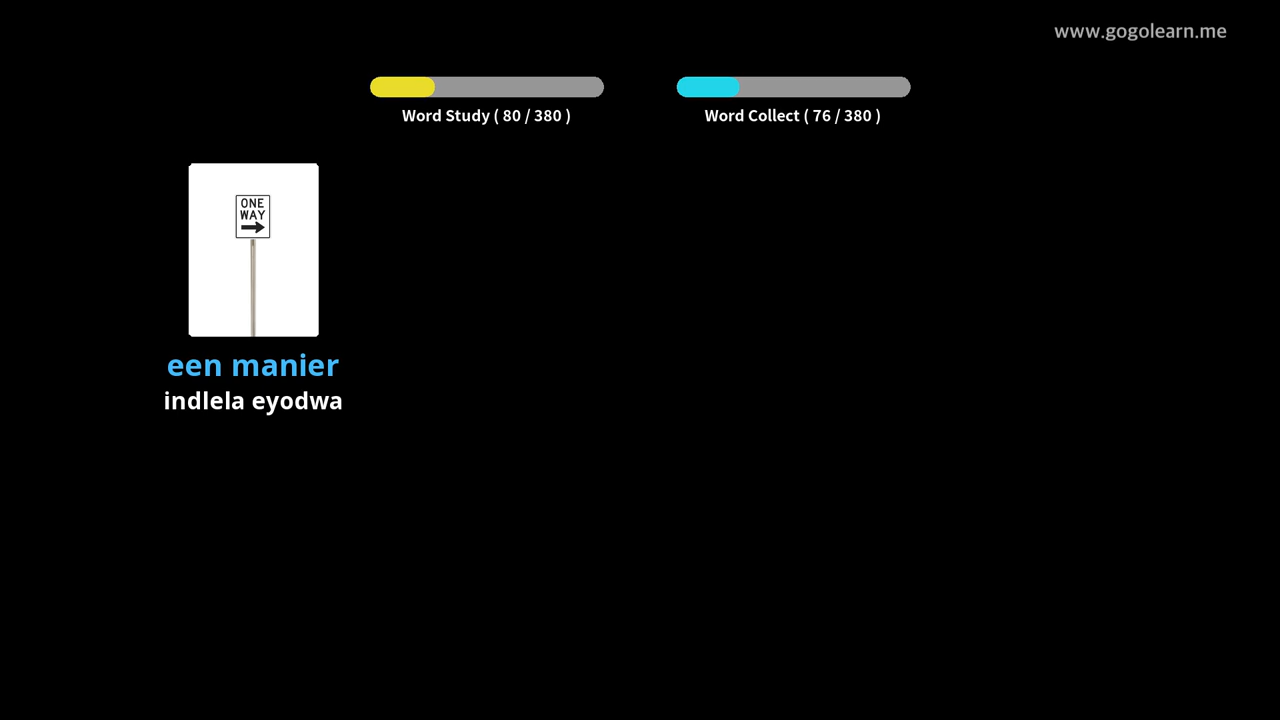 www.gogolearn.me
Word Study ( 80 / 380 )
Word Collect ( 76 / 380 )
ONE
WAY
een manier
indlela eyodwa